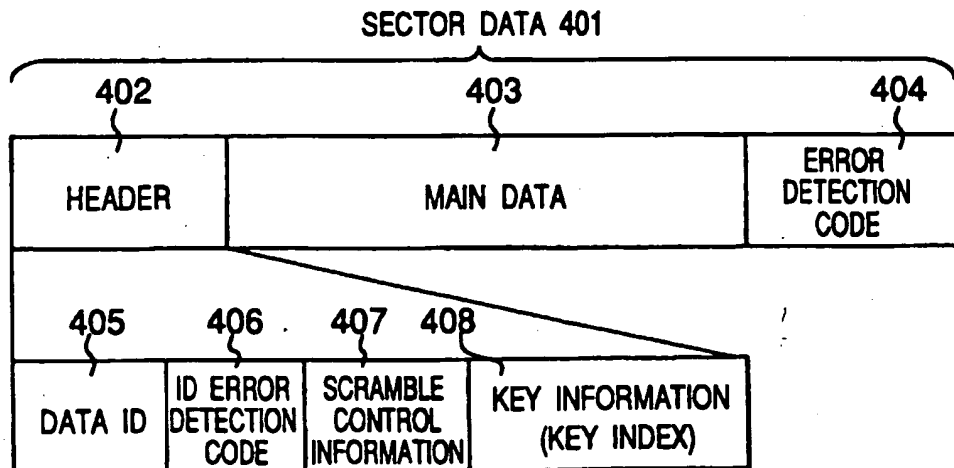 SECTOR DATA 401
402 403 404
HEADER
MAIN DATA
ERROR
DETECTION
CODE
405 406 407 408
DATA ID
ID ERROR
DETECTION
CODE
SCRAMBLE
CONTROL
INFORMATION
KEY INFORMATION
(KEY INDEX)